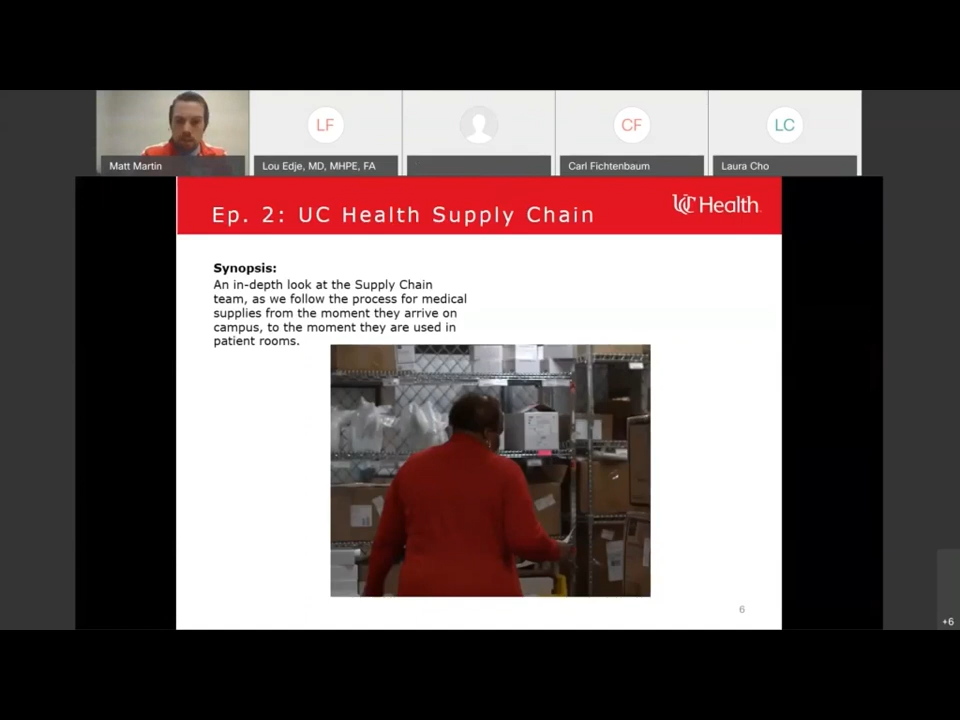 LF
CF
LC
Matt Martin
Lou Edje, MD, MHPE, FA
Carl Fichtenbaum
Laura Cho
Ep. 2: UC Health Supply Chain
UC Health.
Synopsis:
An in-depth look at the Supply Chain
team, as we follow the process for medical
supplies from the moment they arrive on
campus, to the moment they are used in
patient rooms.
6
+6